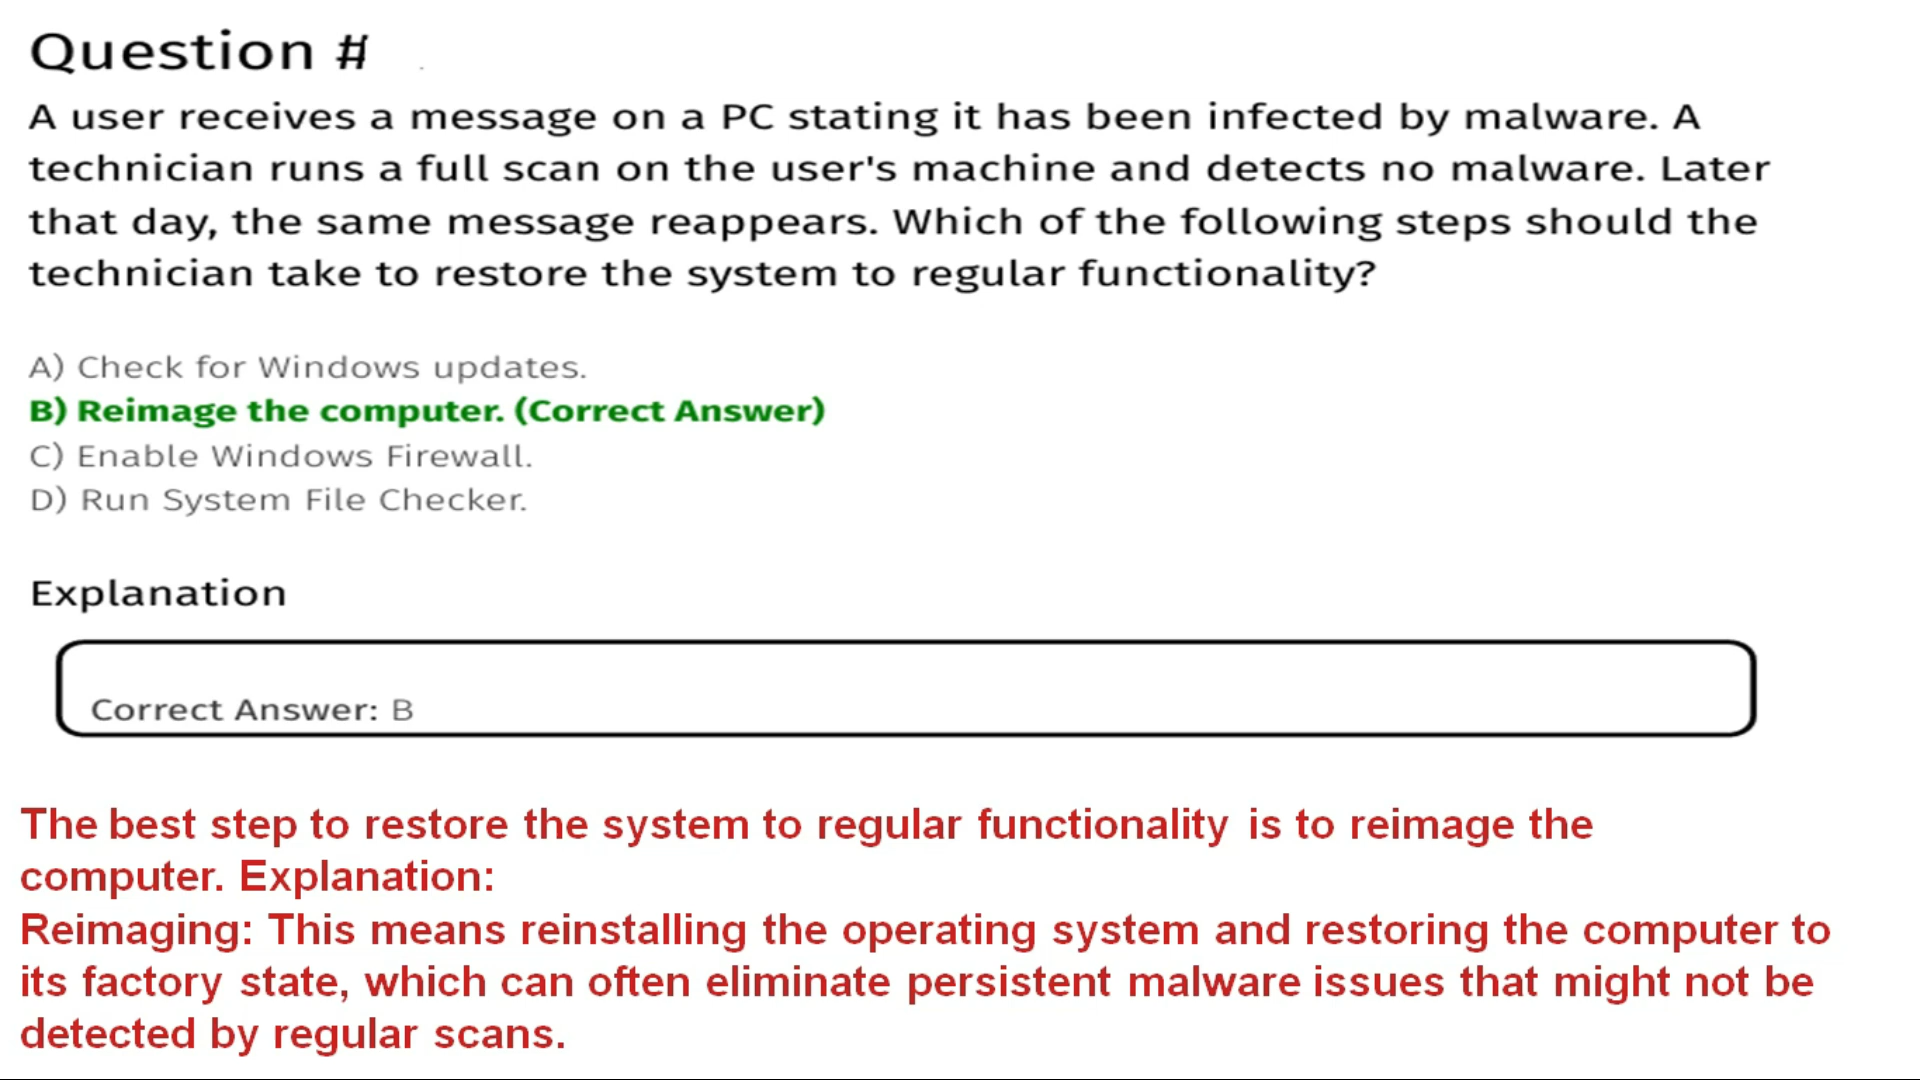 Question #
A user receives a message on a PC stating it has been infected by malware. A
technician runs a full scan on the user's machine and detects no malware. Later
that day, the same message reappears. Which of the following steps should the
technician take to restore the system to regular functionality?
A) Check for Windows updates.
B) Reimage the computer. (Correct Answer)
C) Enable Windows Firewall.
D) Run System File Checker.
Explanation
Correct Answer: B
The best step to restore the system to regular functionality is to reimage the
computer. Explanation:
Reimaging: This means reinstalling the operating system and restoring the computer to
its factory state, which can often eliminate persistent malware issues that might not be
detected by regular scans.